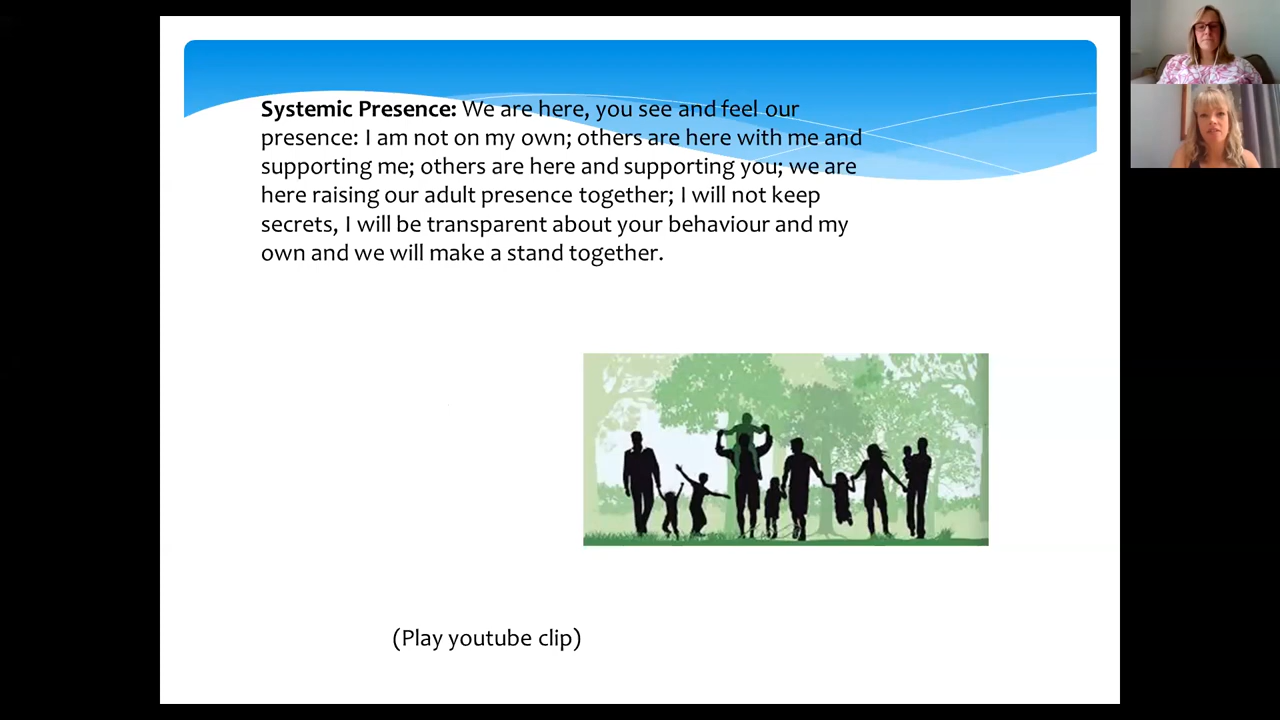 Systemic Presence: We are here, you see and feel our
presence: I am not on my own; others are here with me and
supporting me; others are here and supporting you; we are
here raising our adult presence together; I will not keep
secrets, I will be transparent about your behaviour and my
own and we will make a stand together.
(Play youtube clip)